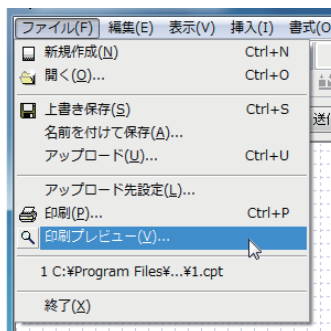 ファイル(F) 編集(E) 表示(V) 挿入(I) 書式(O
新規作成(N) Ctrl+N
開く(O)... Ctrl+O
上書き保存(S) Ctrl+S
名前を付けて保存(A)...
アップロード(U)... Ctrl+U
アップロード先設定(L)...
印刷(P)... Ctrl+P
印刷プレビュー(V)...
1 C:¥Program Files¥...¥1.cpt
終了(X)
送信